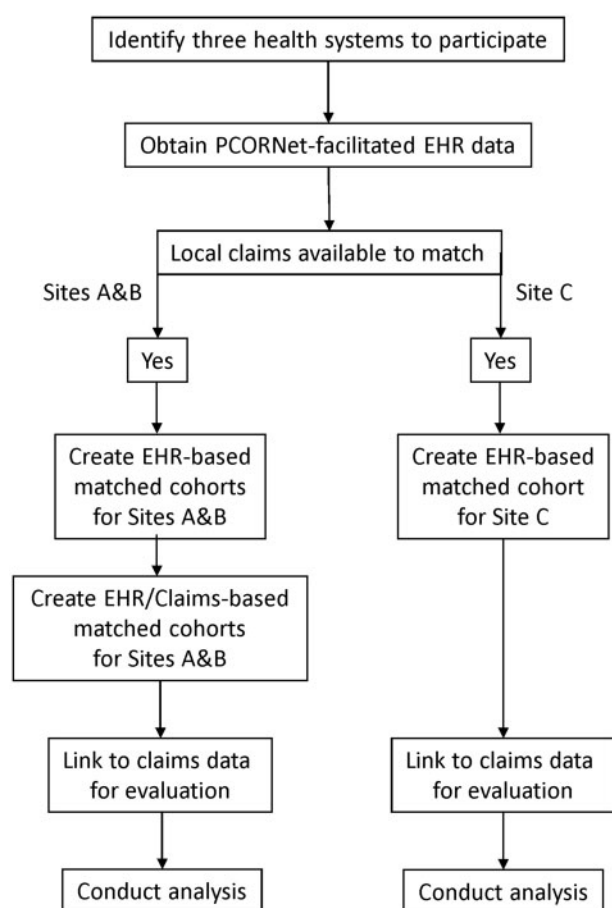 Identify three health systems to participate
Obtain PCORNet-facilitated EHR data
Local claims available to match
Sites A&B
Site C
Yes
Yes
Create EHR-based
matched cohorts
for Sites A&B
Create EHR-based
matched cohort
for Site C
Create EHR/Claims-based
matched cohorts
for Sites A&B
Link to claims data
for evaluation
Link to claims data
for evaluation
Conduct analysis
Conduct analysis